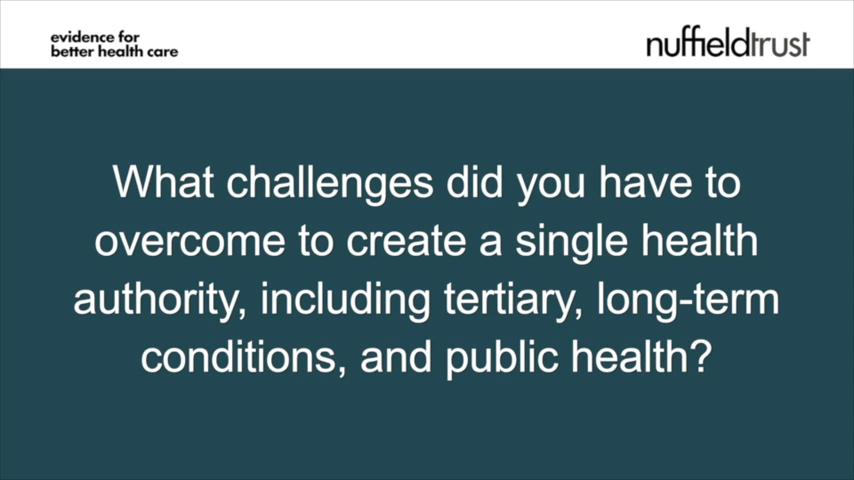 evidence for
better health care
nuffieldtrust
What challenges did you have to
overcome to create a single health
authority, including tertiary, long-term
conditions, and public health?